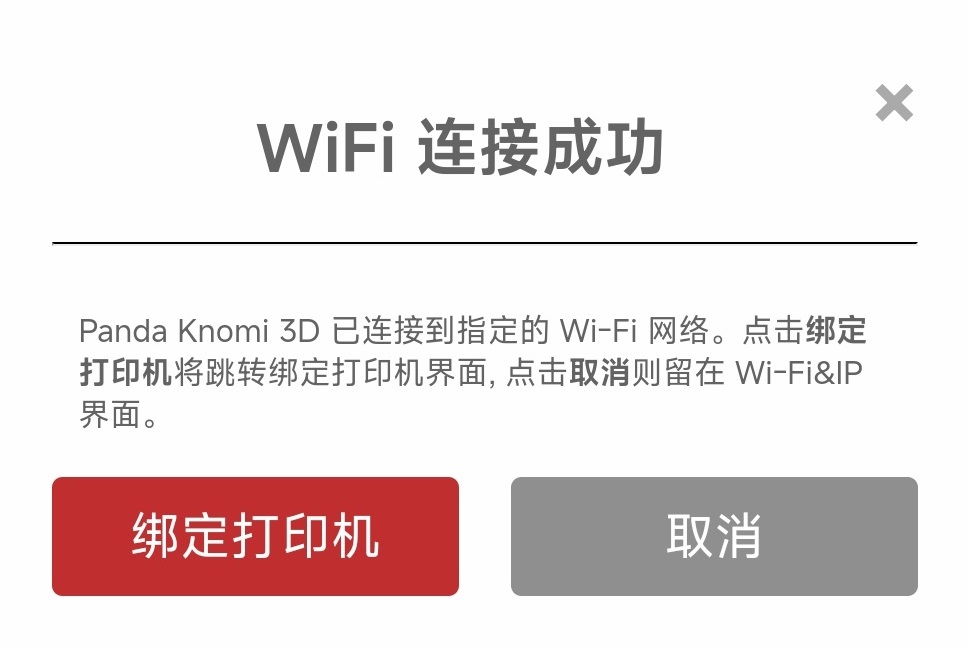 WiFi 连接成功
Panda Knomi 3D 已连接到指定的 Wi-Fi 网络。点击绑定
打印机将跳转绑定打印机界面, 点击取消则留在 Wi-Fi&IP
界面。
绑定打印机
取消